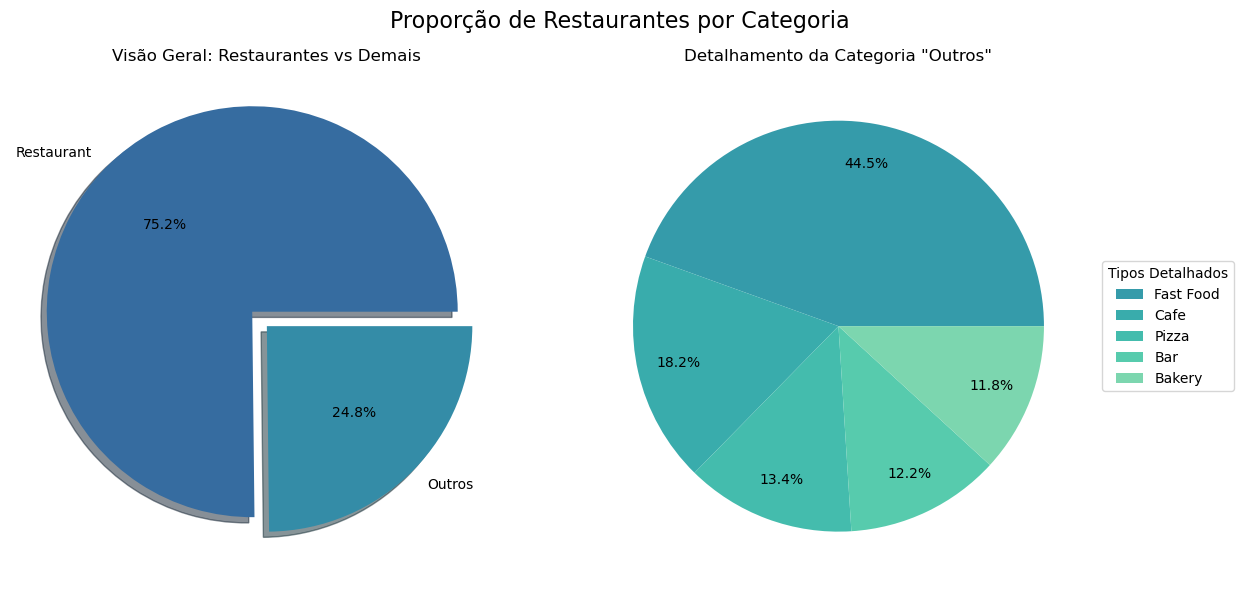 Proporção de Restaurantes por Categoria
Visão Geral: Restaurantes vs Demais
Restaurant
75.2%
24.8%
Outros
Detalhamento da Categoria "Outros"
44.5%
18.2%
13.4%
12.2%
11.8%
Tipos Detalhados
Fast Food
Cafe
Pizza
Bar
Bakery